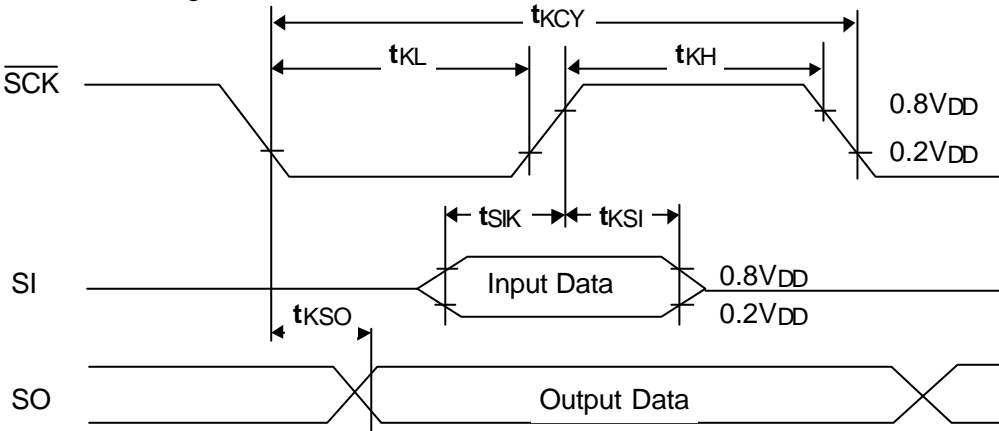 tKCY
tKL
tKH
SCK
0.8VDD
0.2VDD
tSIK
tKSI
SI
Input Data
0.8VDD
0.2VDD
tKSO
SO
Output Data